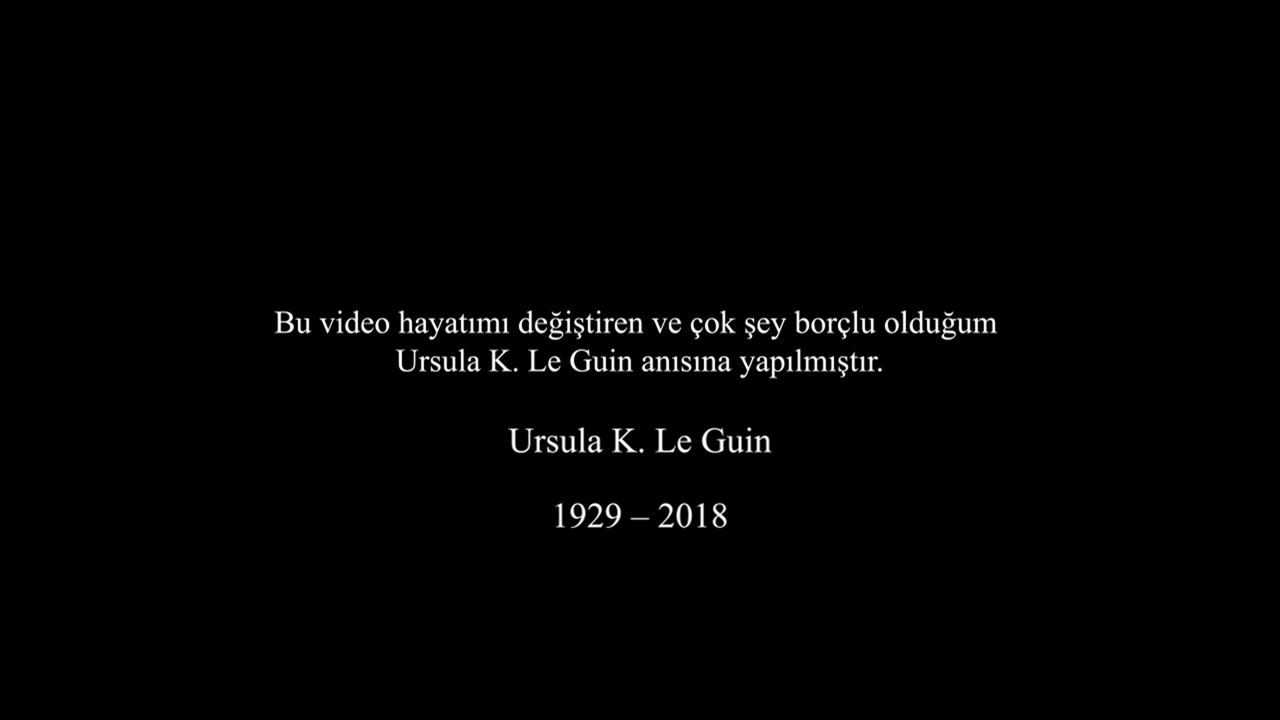 Bu video hayatımı değiştiren ve çok şey borçlu olduğum
Ursula K. Le Guin anısına yapılmıştır.
Ursula K. Le Guin
1929 – 2018